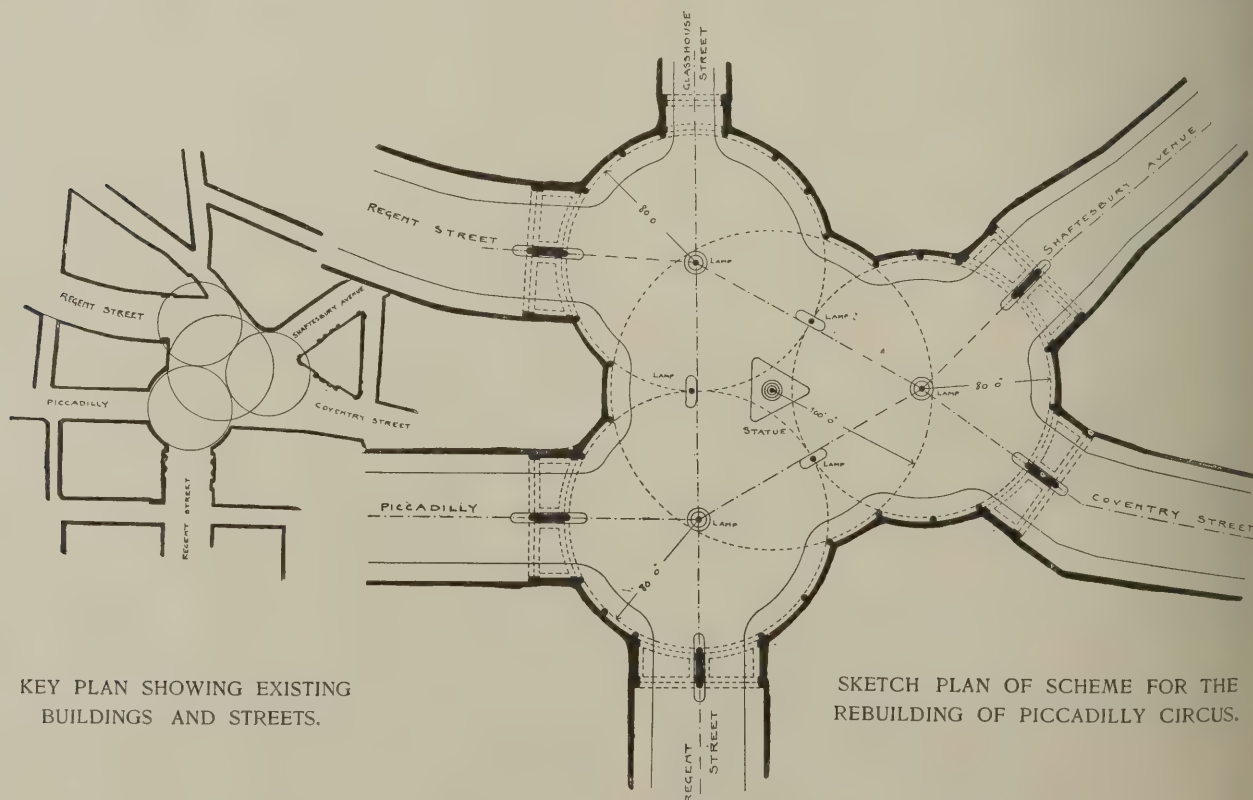 REGENT STREET
SHAFTESBURY AVENUE
PICCADILLY
COVENTRY STREET
REGENT STREET
KEY PLAN SHOWING EXISTING
BUILDINGS AND STREETS.
GLASSHOUSE
STREET
REGENT STREET
80 0
LAMP
SHAFTESBURY AVENUE
LAMP
LAMP
STATUE
100' 0"
LAMP
80 0"
LAMP
PICCADILLY
LAMP
80 0"
COVENTRY STREET
REGENT
STREET
SKETCH PLAN OF SCHEME FOR THE
REBUILDING OF PICCADILLY CIRCUS.